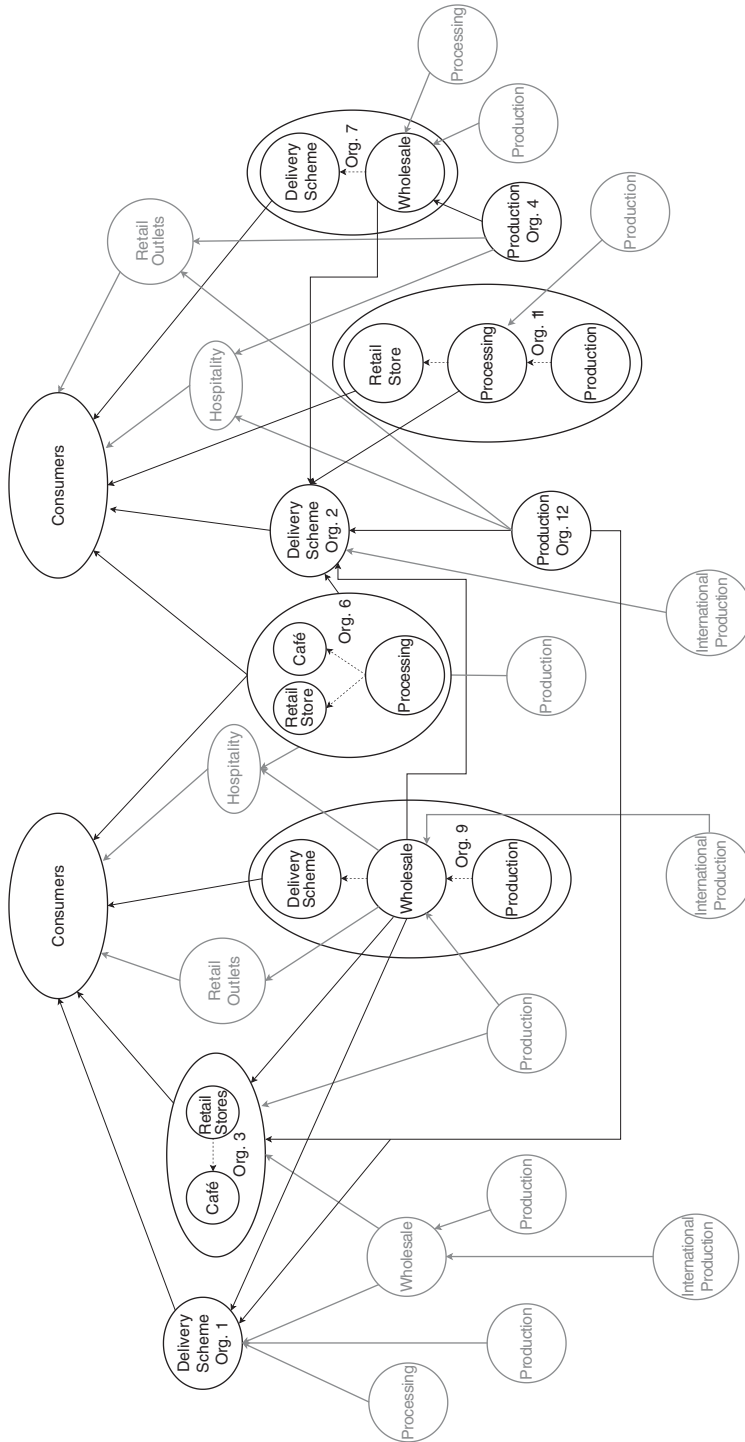 Consumers
Consumers
Retail
Outlets
Hospitality
Hospitality
Retail
Outlets
Delivery
Scheme
Org. 1
Café
Retail
Stores
Org. 3
Delivery
Scheme
Wholesale
Org. 9
Production
Retail
Store
Café
Org. 6
Processing
Delivery
Scheme
Org. 2
Retail
Store
Processing
Org. 11
Production
Delivery
Scheme
Org. 7
Wholesale
Processing
Wholesale
Production
Production
Production
Production
Production
Org. 12
Production
Org. 4
Production
Processing
Production
International
Production
International
Production
International
Production